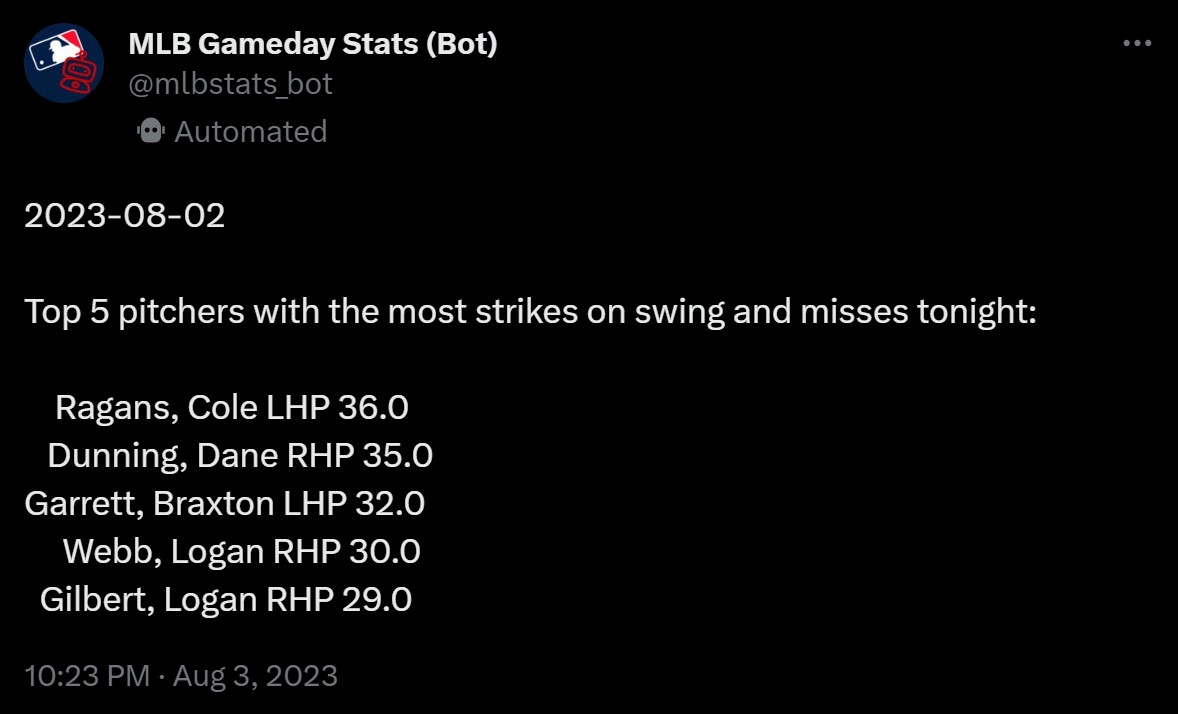 MLB Gameday Stats (Bot)
@mlbstats_bot
Automated
2023-08-02
Top 5 pitchers with the most strikes on swing and misses tonight:
Ragans, Cole LHP 36.0
Dunning, Dane RHP 35.0
Garrett, Braxton LHP 32.0
Webb, Logan RHP 30.0
Gilbert, Logan RHP 29.0
10:23 PM · Aug 3, 2023